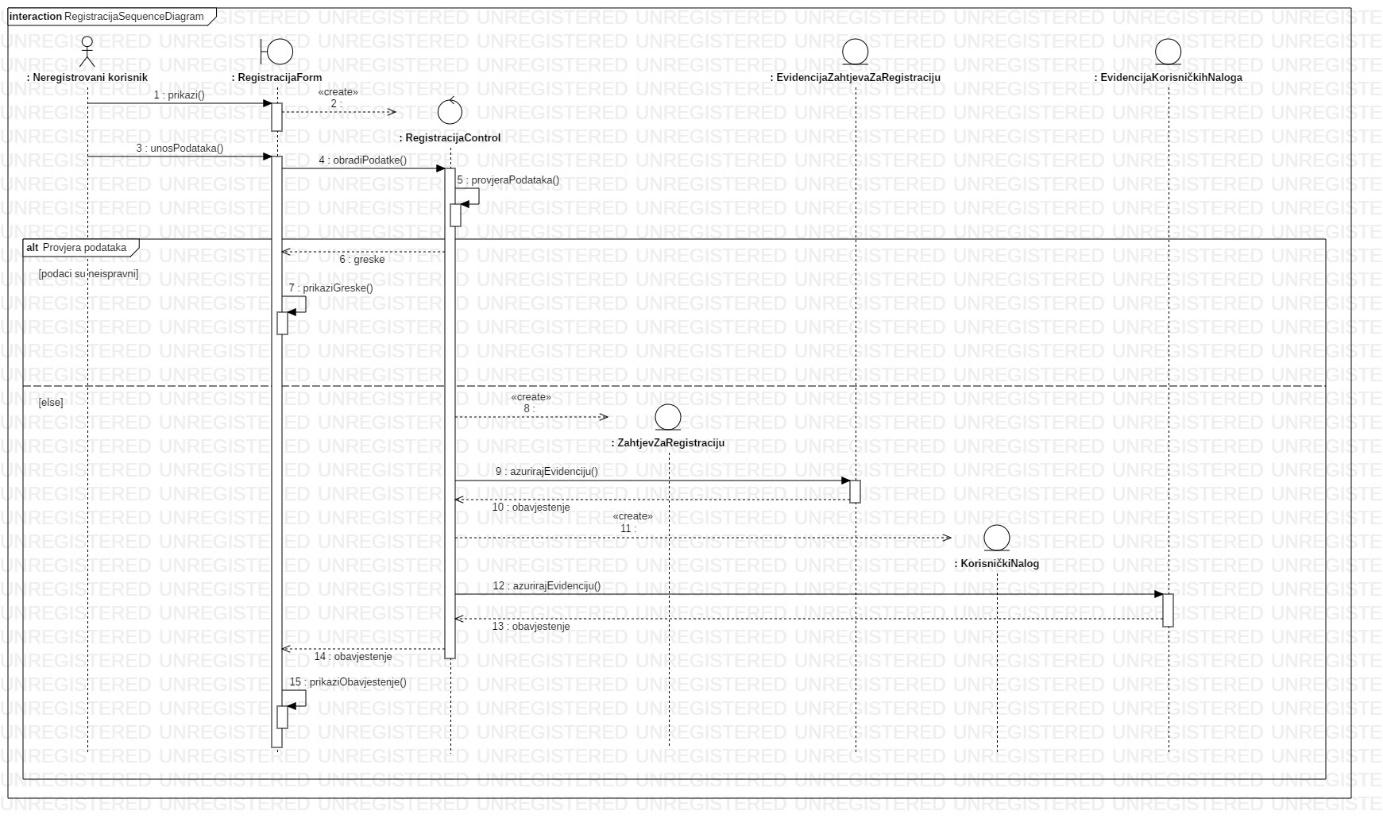 interaction RegistracijaSequenceDiagram
: Neregistrovani korisnik
: RegistracijaForm
: EvidencijaZahtjevaZaRegistraciju
: EvidencijaKorisničkihNaloga
1 : prikazi()
«create»
2 :
: RegistracijaControl
3 : unosPodataka()
4 : obradiPodatke()
5 : provjeraPodataka()
alt Provjera podataka
6 : greske
[podaci su neispravni]
7 : prikaziGreske()
[else]
«create»
8 :
: ZahtjevZaRegistraciju
9 : azurirajEvidenciju()
10 : obavjestenje
«create»
11 :
: KorisničkiNalog
12 : azurirajEvidenciju()
13 : obavjestenje
14 : obavjestenje
15 : prikaziObavjestenje()
UNREGISTERED